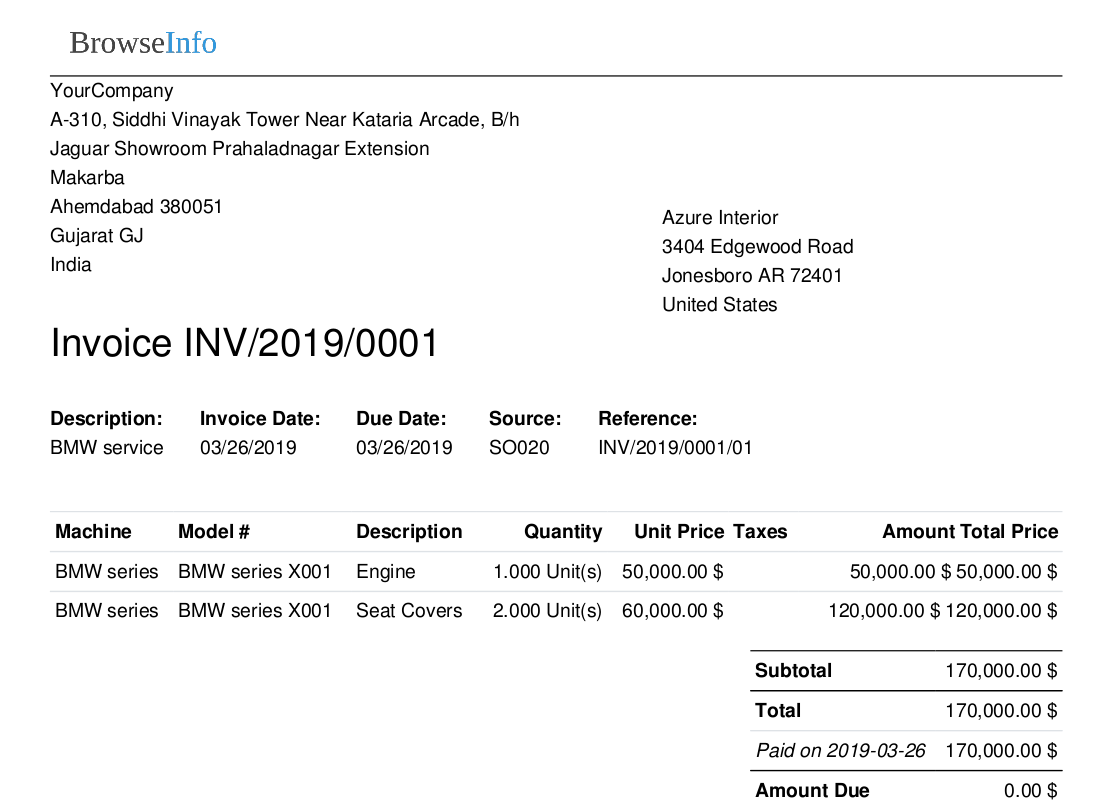 BrowseInfo
YourCompany
A-310, Siddhi Vinayak Tower Near Kataria Arcade, B/h
Jaguar Showroom Prahaladnagar Extension
Makarba
Ahemdabad 380051
Gujarat GJ
India
Azure Interior
3404 Edgewood Road
Jonesboro AR 72401
United States
Invoice INV/2019/0001
Description: Invoice Date: Due Date: Source: Reference:
BMW service 03/26/2019 03/26/2019 SO020 INV/2019/0001/01
Machine Model # Description Quantity Unit Price Taxes Amount Total Price
BMW series BMW series X001 Engine 1.000 Unit(s) 50,000.00 $ 50,000.00 $ 50,000.00 $
BMW series BMW series X001 Seat Covers 2.000 Unit(s) 60,000.00 $ 120,000.00 $ 120,000.00 $
Subtotal 170,000.00 $
Total 170,000.00 $
Paid on 2019-03-26 170,000.00 $
Amount Due 0.00 $